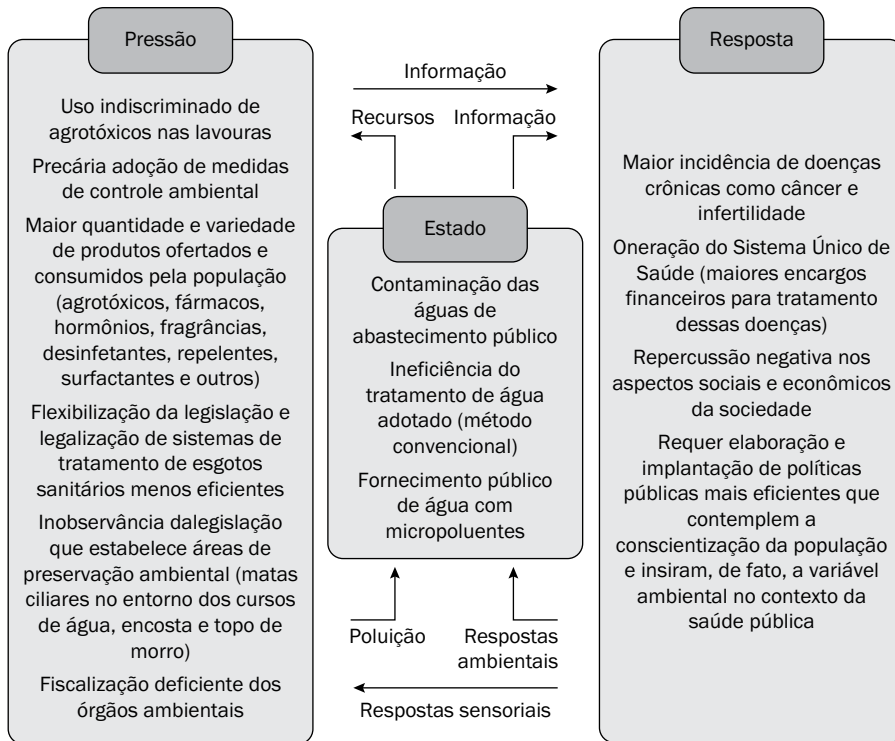 Pressão
Uso indiscriminado de
agrotóxicos nas lavouras
Precária adoção de medidas
de controle ambiental
Maior quantidade e variedade
de produtos ofertados e
consumidos pela população
(agrotóxicos, fármacos,
hormônios, fragrâncias,
desinfetantes, repelentes,
surfactantes e outros)
Flexibilização da legislação e
legalização de sistemas de
tratamento de esgotos
sanitários menos eficientes
Inobservância dalegislação
que estabelece áreas de
preservação ambiental (matas
ciliares no entorno dos cursos
de água, encosta e topo de
morro)
Fiscalização deficiente dos
órgãos ambientais
Informação
Recursos
Informação
Estado
Contaminação das
águas de
abastecimento público
Ineficiência do
tratamento de água
adotado (método
convencional)
Fornecimento público
de água com
micropoluentes
Poluição
Respostas
ambientais
Respostas sensoriais
Resposta
Maior incidência de doenças
crônicas como câncer e
infertilidade
Oneração do Sistema Único de
Saúde (maiores encargos
financeiros para tratamento
dessas doenças)
Repercussão negativa nos
aspectos sociais e econômicos
da sociedade
Requer elaboração e
implantação de políticas
públicas mais eficientes que
contemplem a
conscientização da população
e insiram, de fato, a variável
ambiental no contexto da
saúde pública